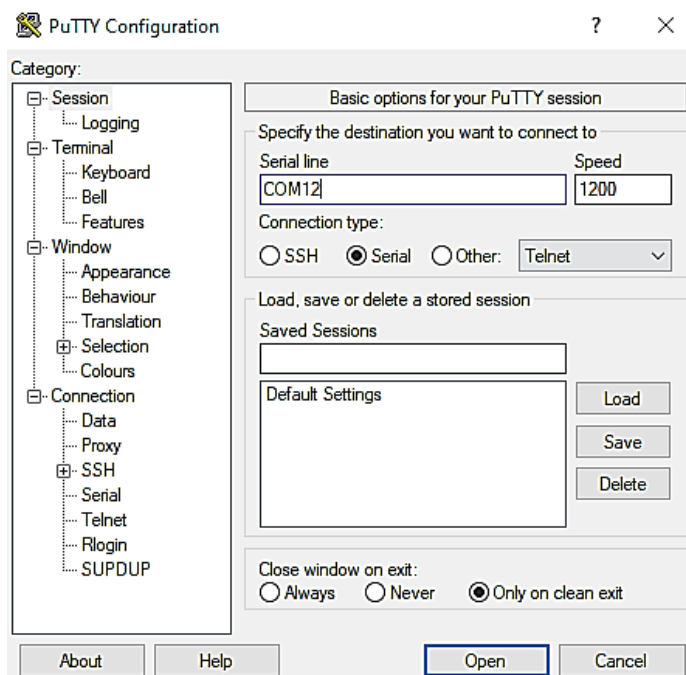 PuTTY Configuration
?
Category:
Session
Logging
Terminal
Keyboard
Bell
Features
Window
Appearance
Behaviour
Translation
Selection
Colours
Connection
Data
Proxy
SSH
Serial
Telnet
Rlogin
SUPDUP
Basic options for your PuTTY session
Specify the destination you want to connect to
Serial line Speed
COM12 1200
Connection type:
SSH Serial Other: Telnet
Load, save or delete a stored session
Saved Sessions
Default Settings
Load
Save
Delete
Close window on exit:
Always Never Only on clean exit
About Help Open Cancel